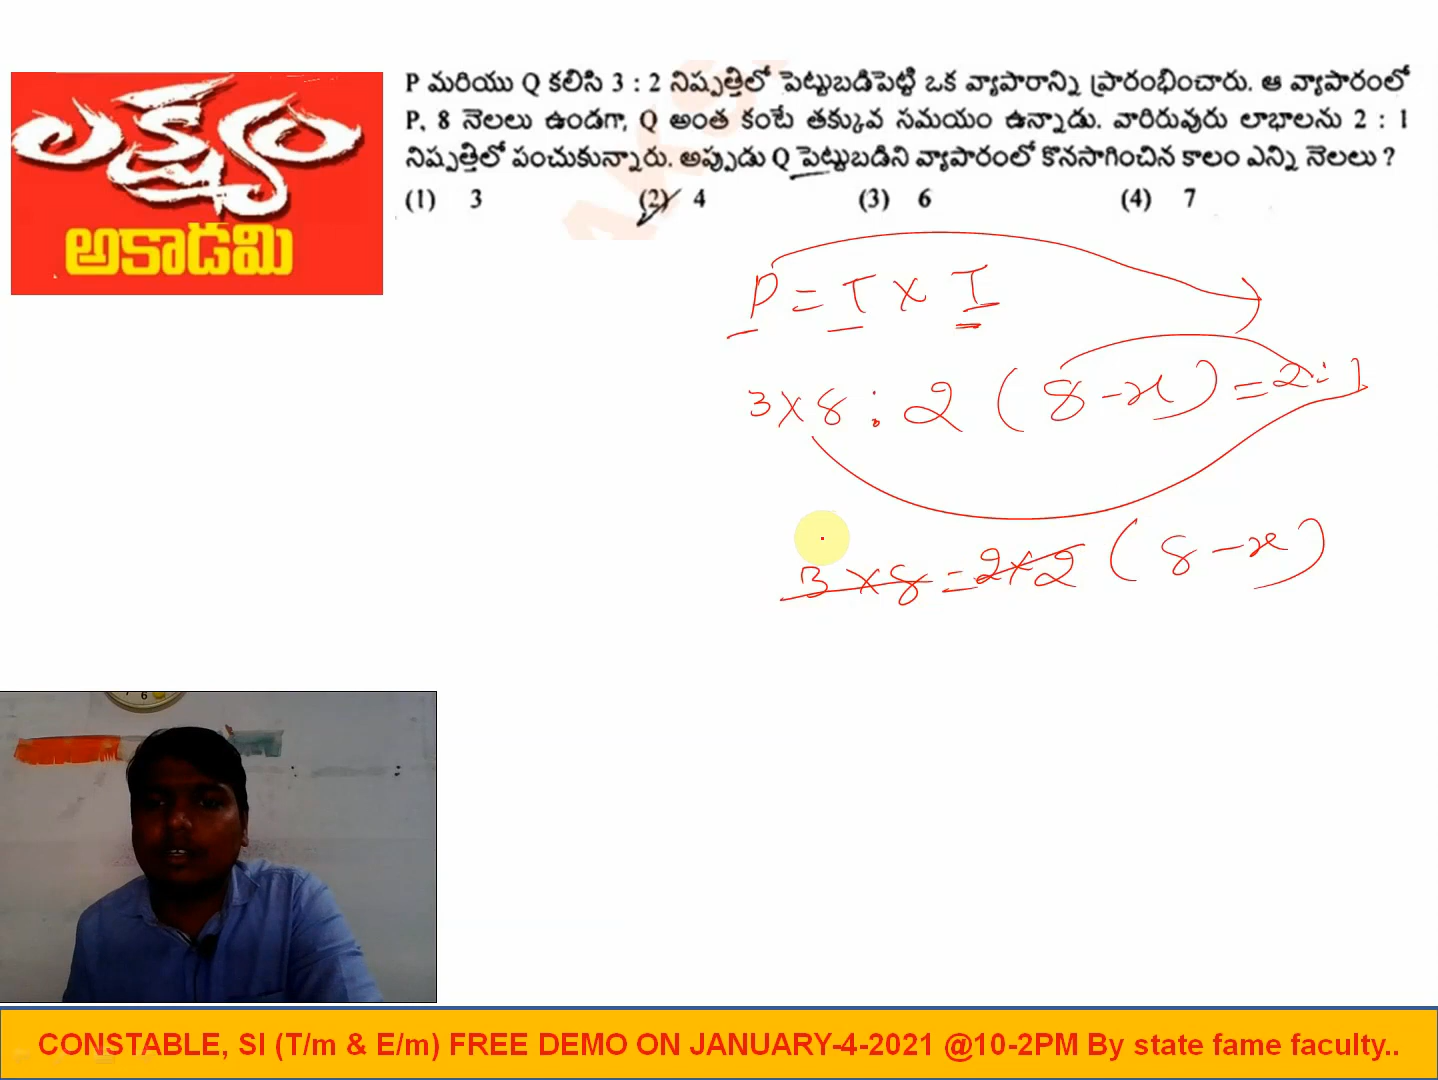 లక్ష్యం
అకాడమి
P మరియు Q కలిసి 3 : 2 నిష్పత్తిలో పెట్టుబడిపెట్టి ఒక వ్యాపారాన్ని ప్రారంభించారు. ఆ వ్యాపారంలో
P, 8 నెలలు ఉండగా, Q అంత కంటే తక్కువ సమయం ఉన్నాడు. వారిరువురు లాభాలను 2 : 1
నిష్పత్తిలో పంచుకున్నారు. అప్పుడు Q పెట్టుబడిని వ్యాపారంలో కొనసాగించిన కాలం ఎన్ని నెలలు ?
(1) 3 (2) 4 (3) 6 (4) 7
P = I × T
3 × 8 : 2 ( 8 - x ) = 2 : 1
3 × 8 = 2 × 2 ( 8 - x )
CONSTABLE, SI (T/m & E/m) FREE DEMO ON JANUARY-4-2021 @10-2PM By state fame faculty..